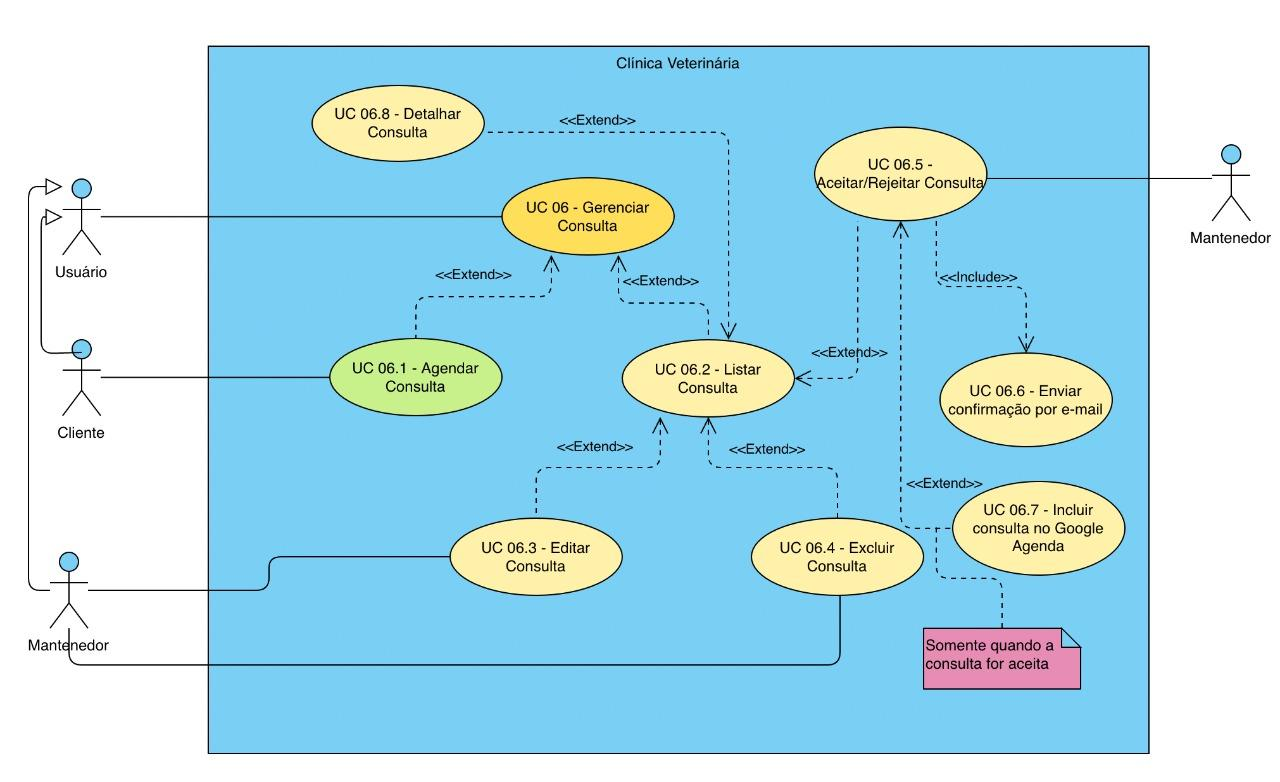 Clínica Veterinária
UC 06.8 - Detalhar
Consulta
<<Extend>>
UC 06.5 -
Aceitar/Rejeitar Consulta
UC 06 - Gerenciar
Consulta
Mantenedor
Usuário
<<Extend>>
<<Extend>>
<<Include>>
<<Extend>>
UC 06.1 - Agendar
Consulta
UC 06.2 - Listar
Consulta
UC 06.6 - Enviar
confirmação por e-mail
Cliente
<<Extend>>
<<Extend>>
<<Extend>>
UC 06.7 - Incluir
consulta no Google
Agenda
UC 06.3 - Editar
Consulta
UC 06.4 - Excluir
Consulta
Mantenedor
Somente quando a
consulta for aceita